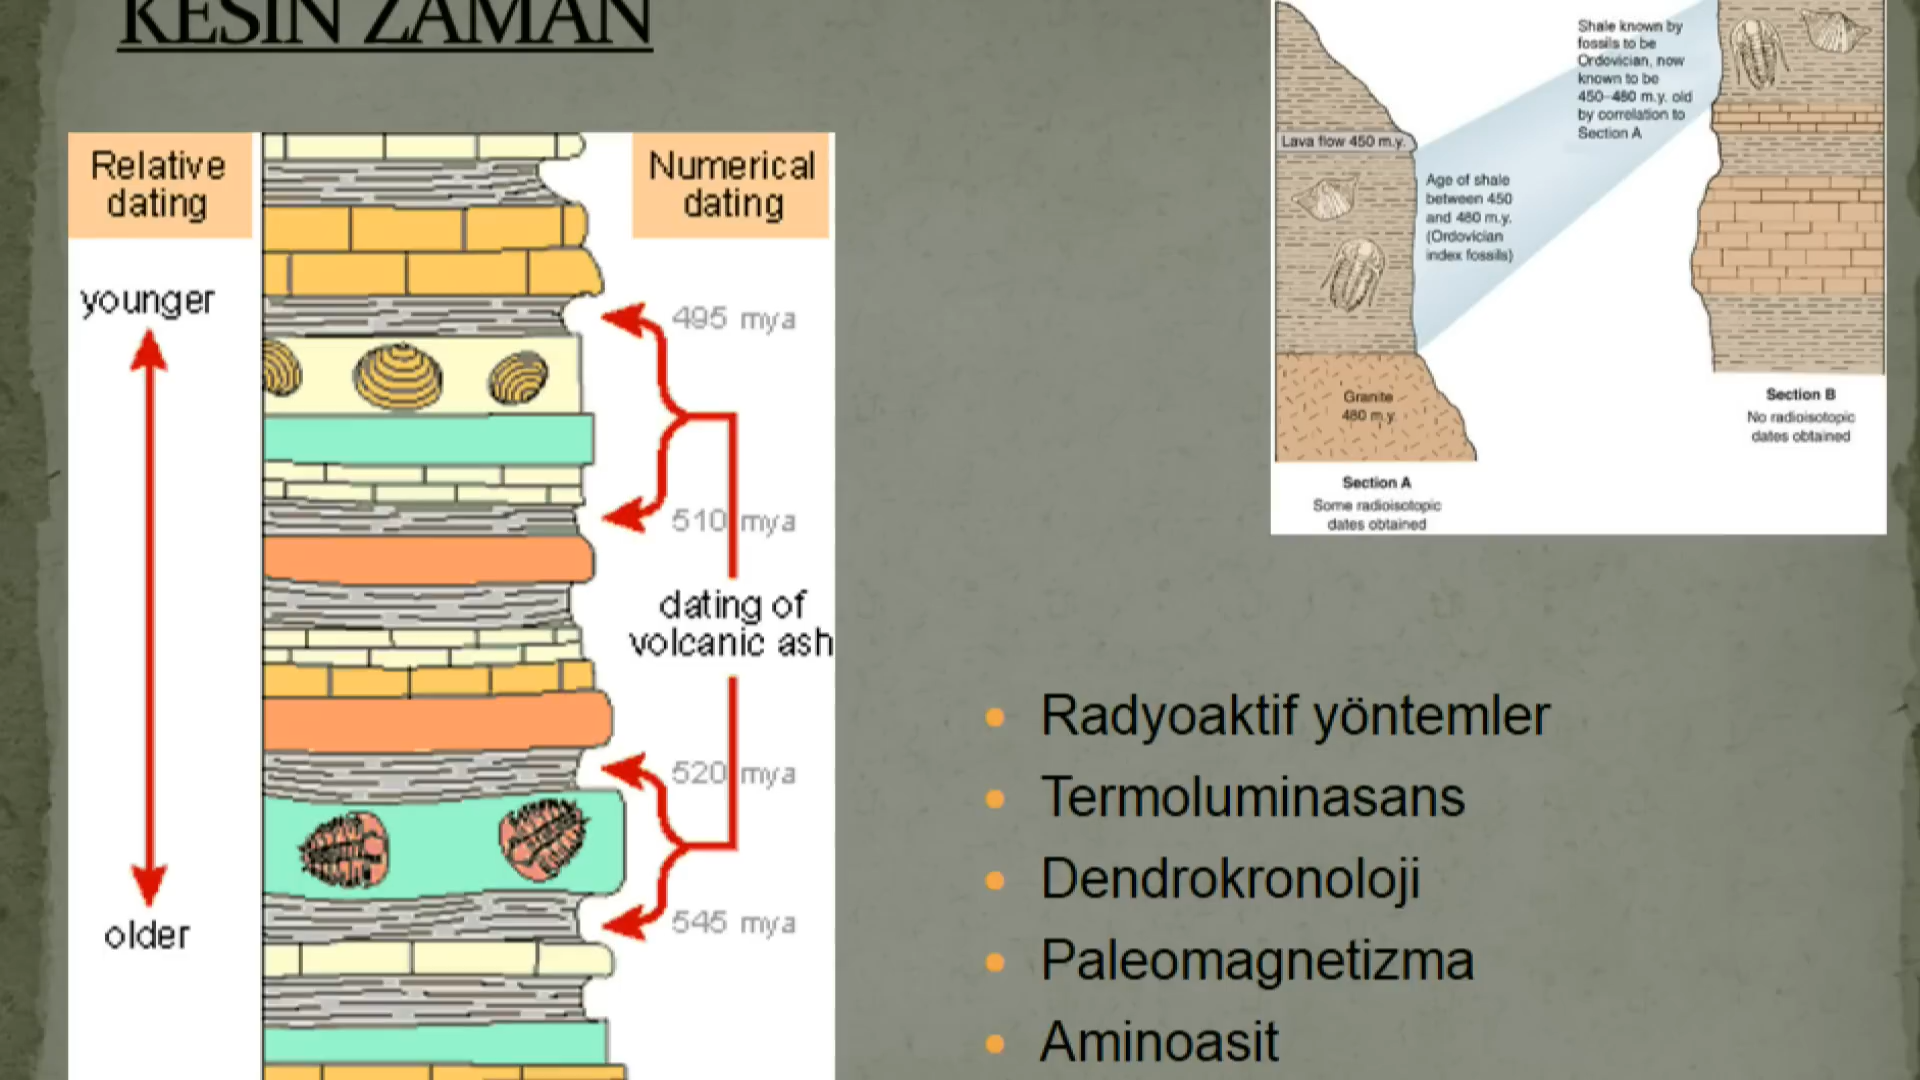 KESİN ZAMAN
Relative
dating
Numerical
dating
younger
older
495 mya
510 mya
dating of
volcanic ash
520 mya
545 mya
Shale known by
fossils to be
Ordovician, now
known to be
450–480 m.y. old
by correlation to
Section A
Lava flow 450 m.y.
Age of shale
between 450
and 480 m.y.
(Ordovician
index fossils)
Granite
480 m.y.
Section A
Some radioisotopic
dates obtained
Section B
No radioisotopic
dates obtained
• Radyoaktif yöntemler
• Termoluminasans
• Dendrokronoloji
• Paleomagnetizma
• Aminoasit